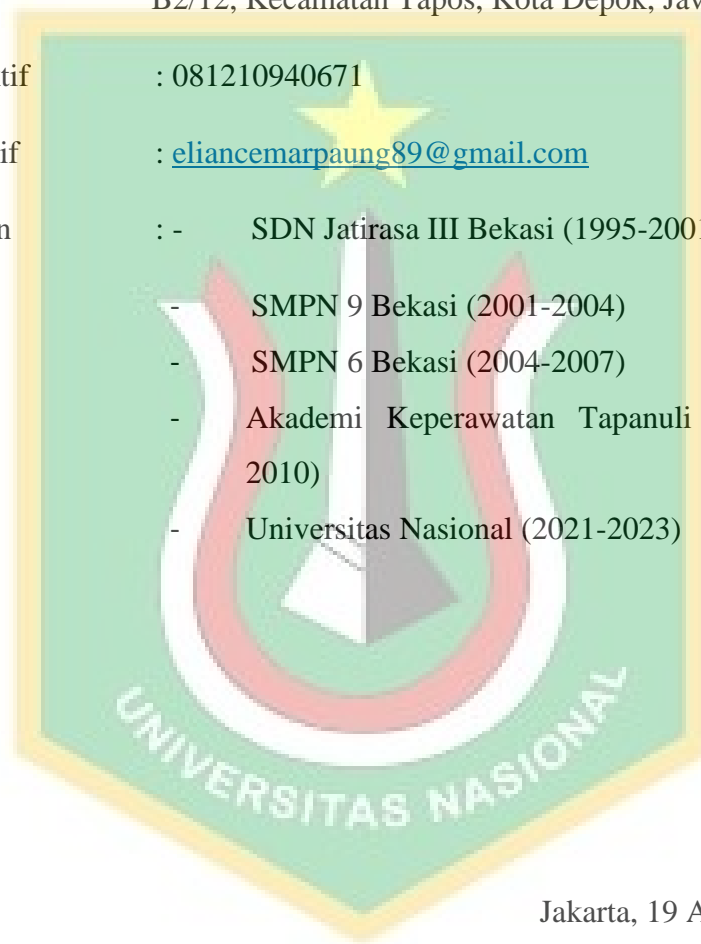 B2/12, Kecamatan Tapos, Kota Depok, Jaw
tif : 081210940671
if : eliancemarpaung89@gmail.com
n : - SDN Jatirasa III Bekasi (1995-2001
- SMPN 9 Bekasi (2001-2004)
- SMPN 6 Bekasi (2004-2007)
- Akademi Keperawatan Tapanuli
2010)
- Universitas Nasional (2021-2023)
UNIVERSITAS NASIONAL
Jakarta, 19 A